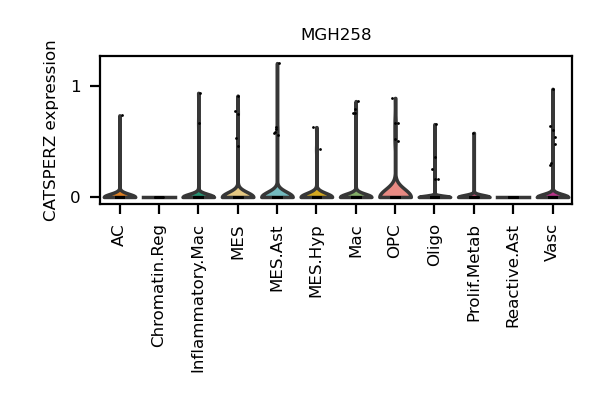 MGH258
CATSPERZ expression
1
0
AC
Chromatin.Reg
Inflammatory.Mac
MES
MES.Ast
MES.Hyp
Mac
OPC
Oligo
Prolif.Metab
Reactive.Ast
Vasc